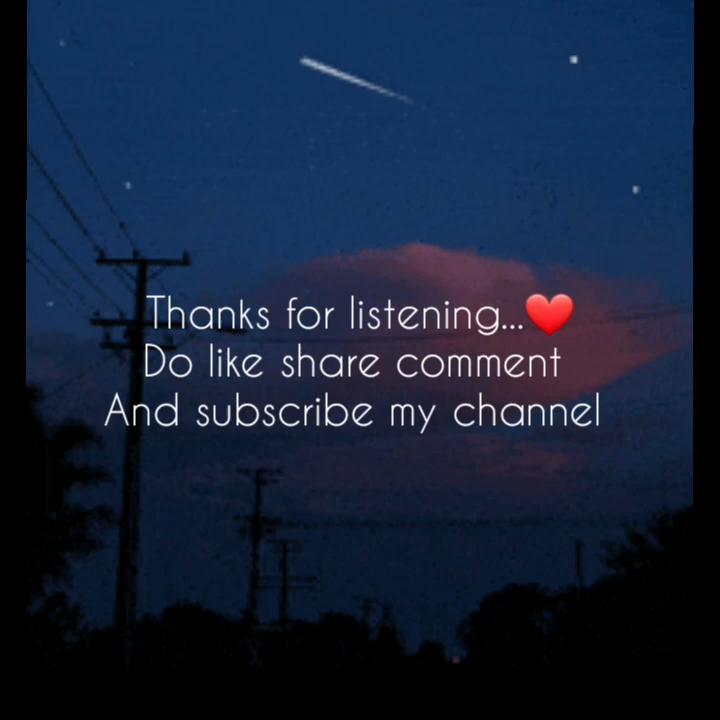 Thanks for listening...❤️
Do like share comment
And subscribe my channel